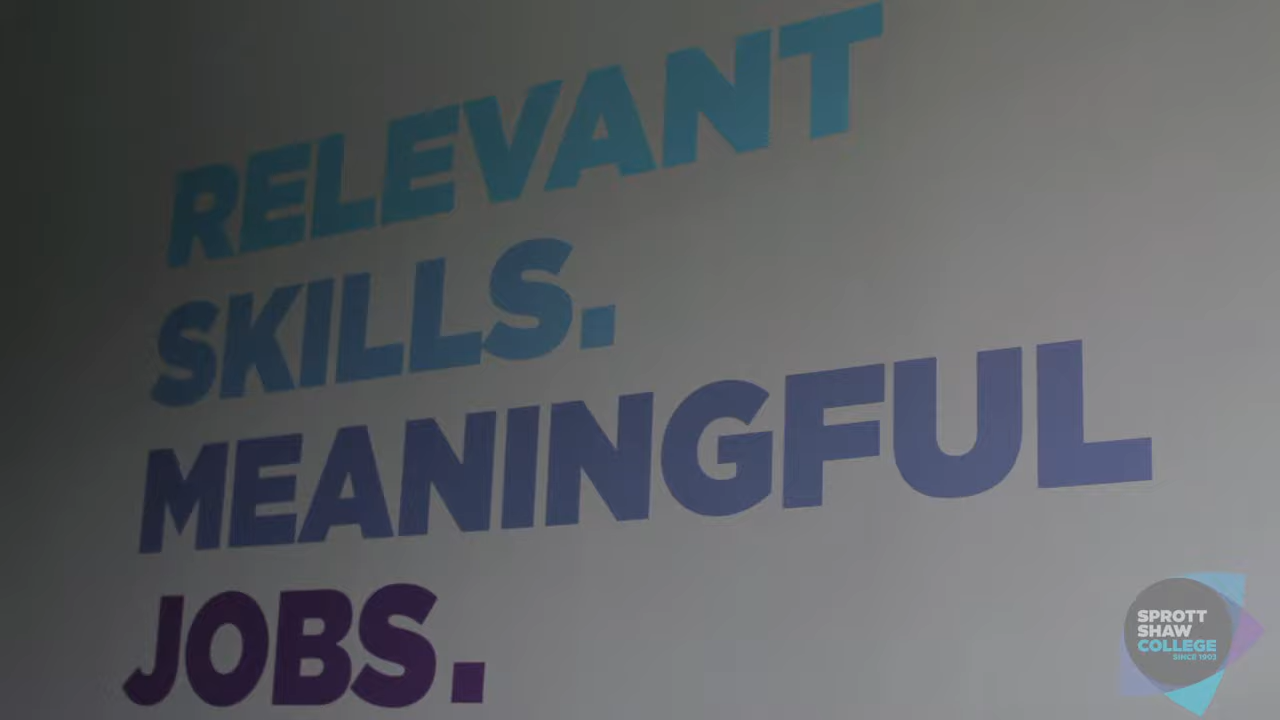 RELEVANT
SKILLS.
MEANINGFUL
JOBS.
SPROTT
SHAW
COLLEGE
SINCE 1903